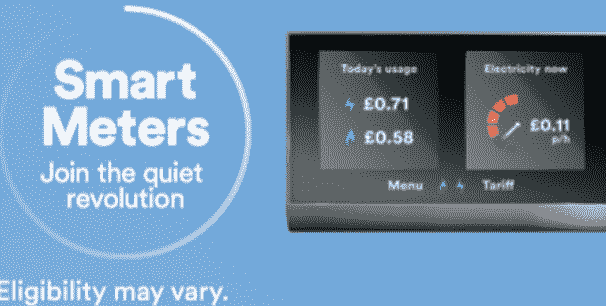 Smart
Meters
Join the quiet
revolution
Today's usage
£0.71
£0.58
Electricity now
£0.11
p/h
Menu
Tariff
Eligibility may vary.